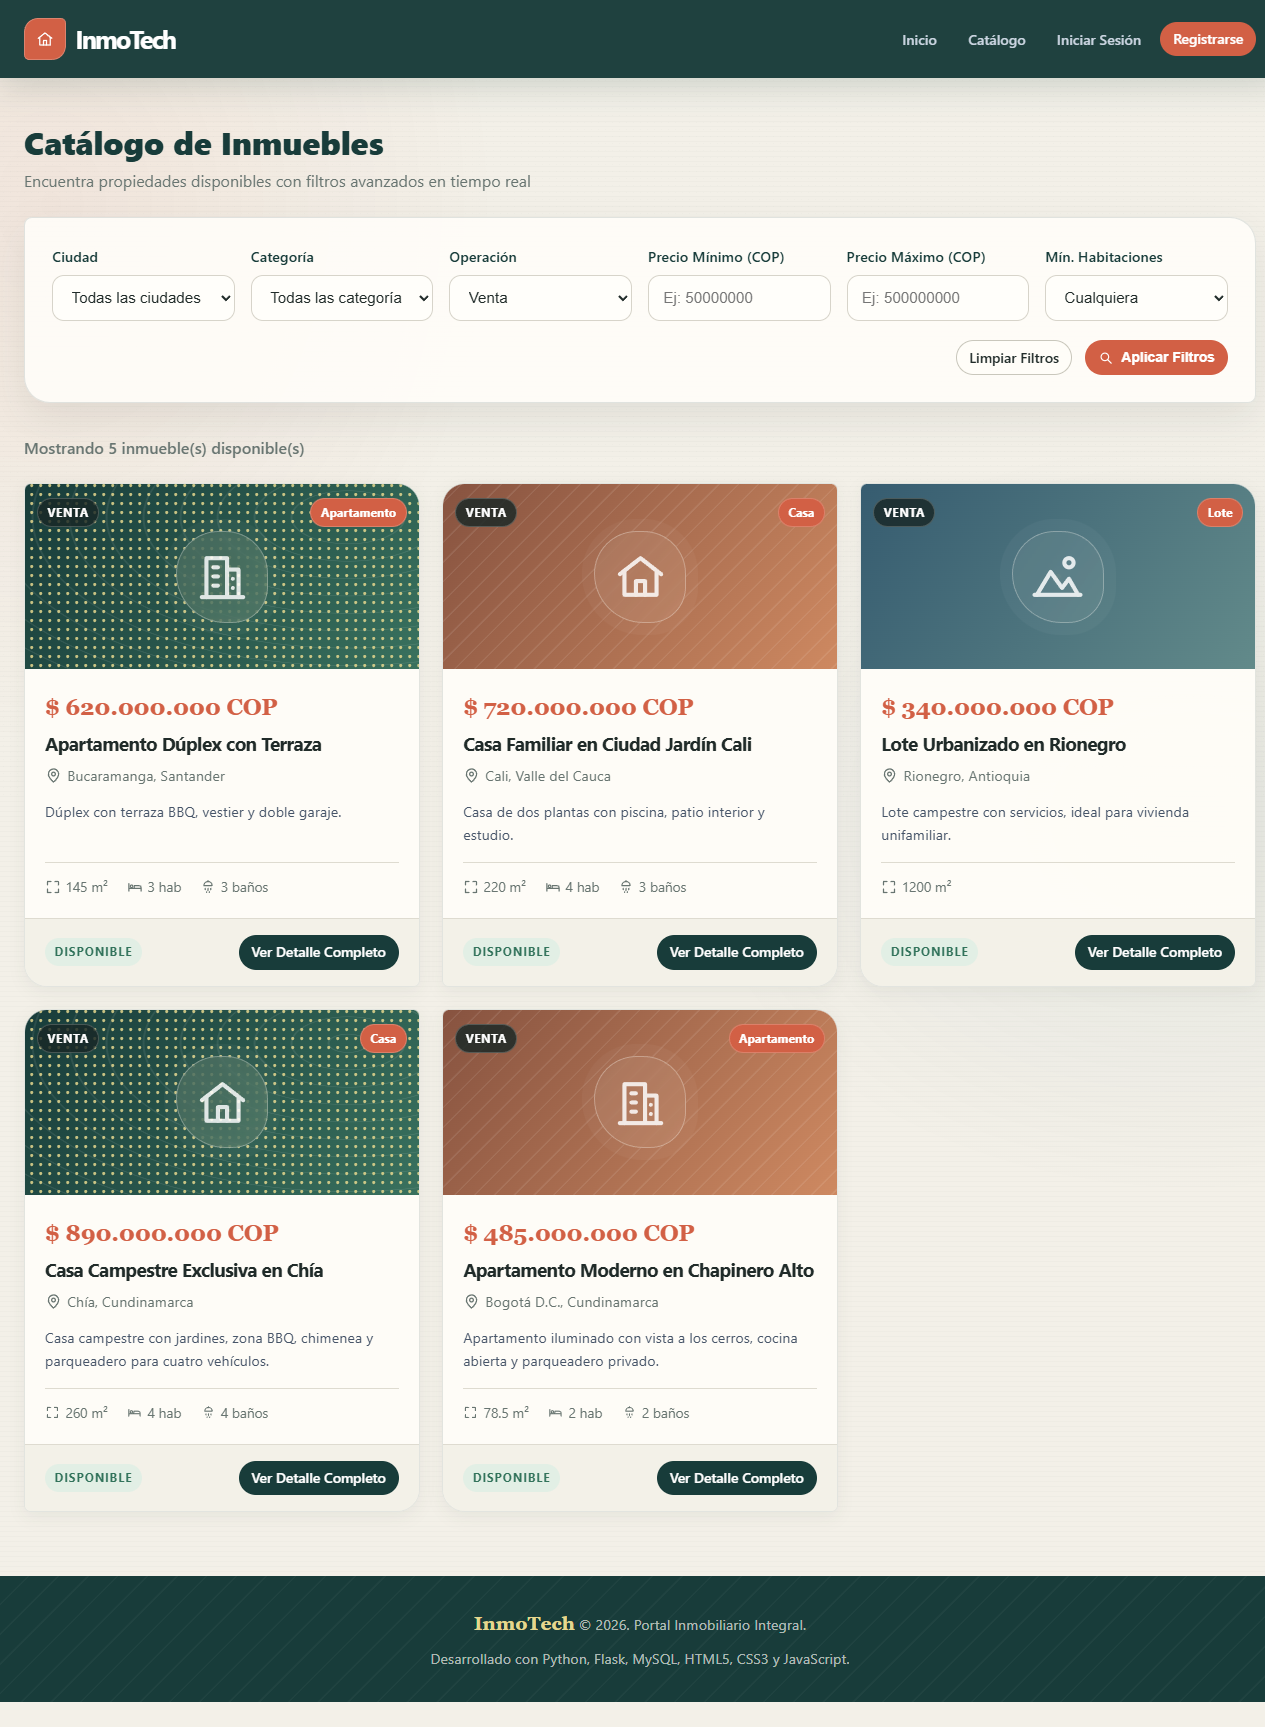 InmoTech
Inicio
Catálogo
Iniciar Sesión
Registrarse
Catálogo de Inmuebles
Encuentra propiedades disponibles con filtros avanzados en tiempo real
Ciudad
Categoría
Operación
Precio Mínimo (COP)
Precio Máximo (COP)
Mín. Habitaciones
Todas las ciudades
Todas las categoría
Venta
Ej: 50000000
Ej: 500000000
Cualquiera
Limpiar Filtros
Aplicar Filtros
Mostrando 5 inmueble(s) disponible(s)
VENTA
Apartamento
$ 620.000.000 COP
Apartamento Dúplex con Terraza
Bucaramanga, Santander
Dúplex con terraza BBQ, vestier y doble garaje.
145 m²
3 hab
3 baños
DISPONIBLE
Ver Detalle Completo
VENTA
Casa
$ 720.000.000 COP
Casa Familiar en Ciudad Jardín Cali
Cali, Valle del Cauca
Casa de dos plantas con piscina, patio interior y
estudio.
220 m²
4 hab
3 baños
DISPONIBLE
Ver Detalle Completo
VENTA
Lote
$ 340.000.000 COP
Lote Urbanizado en Rionegro
Rionegro, Antioquia
Lote campestre con servicios, ideal para vivienda
unifamiliar.
1200 m²
DISPONIBLE
Ver Detalle Completo
VENTA
Casa
$ 890.000.000 COP
Casa Campestre Exclusiva en Chía
Chía, Cundinamarca
Casa campestre con jardines, zona BBQ, chimenea y
parqueadero para cuatro vehículos.
260 m²
4 hab
4 baños
DISPONIBLE
Ver Detalle Completo
VENTA
Apartamento
$ 485.000.000 COP
Apartamento Moderno en Chapinero Alto
Bogotá D.C., Cundinamarca
Apartamento iluminado con vista a los cerros, cocina
abierta y parqueadero privado.
78.5 m²
2 hab
2 baños
DISPONIBLE
Ver Detalle Completo
InmoTech © 2026. Portal Inmobiliario Integral.
Desarrollado con Python, Flask, MySQL, HTML5, CSS3 y JavaScript.